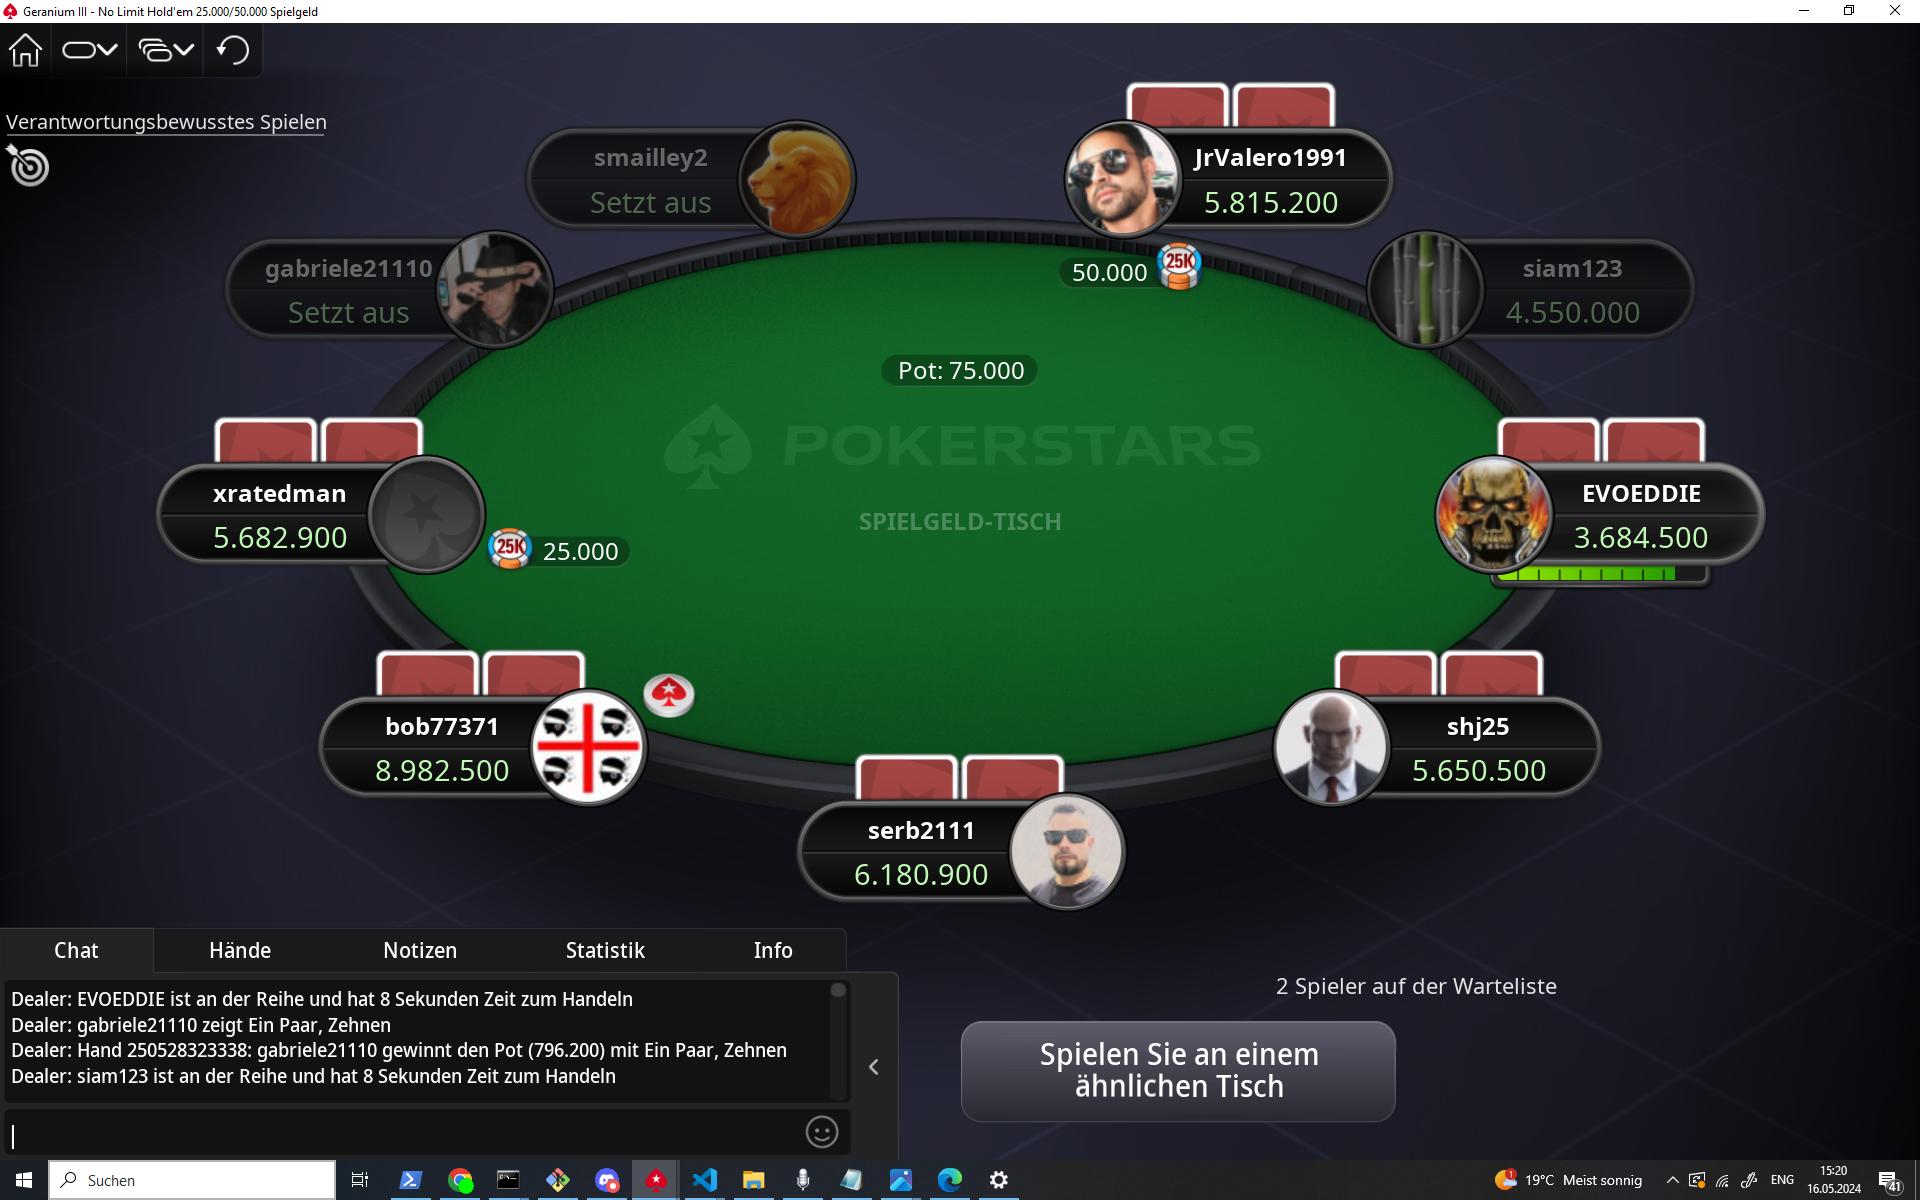 Geranium III - No Limit Hold'em 25.000/50.000 Spielgeld
Verantwortungsbewusstes Spielen
smailley2
Setzt aus
JrValero1991
5.815.200
gabriele21110
Setzt aus
siam123
4.550.000
50.000
25K
Pot: 75.000
POKERSTARS
SPIELGELD-TISCH
xratedman
5.682.900
25K
25.000
EVOEDDIE
3.684.500
bob77371
8.982.500
shj25
5.650.500
serb2111
6.180.900
Chat Hände Notizen Statistik Info
Dealer: EVOEDDIE ist an der Reihe und hat 8 Sekunden Zeit zum Handeln
Dealer: gabriele21110 zeigt Ein Paar, Zehnen
Dealer: Hand 250528323338: gabriele21110 gewinnt den Pot (796.200) mit Ein Paar, Zehnen
Dealer: siam123 ist an der Reihe und hat 8 Sekunden Zeit zum Handeln
2 Spieler auf der Warteliste
Spielen Sie an einem
ähnlichen Tisch
Suchen
1
19°C Meist sonnig
ENG
15:20
16.05.2024
41